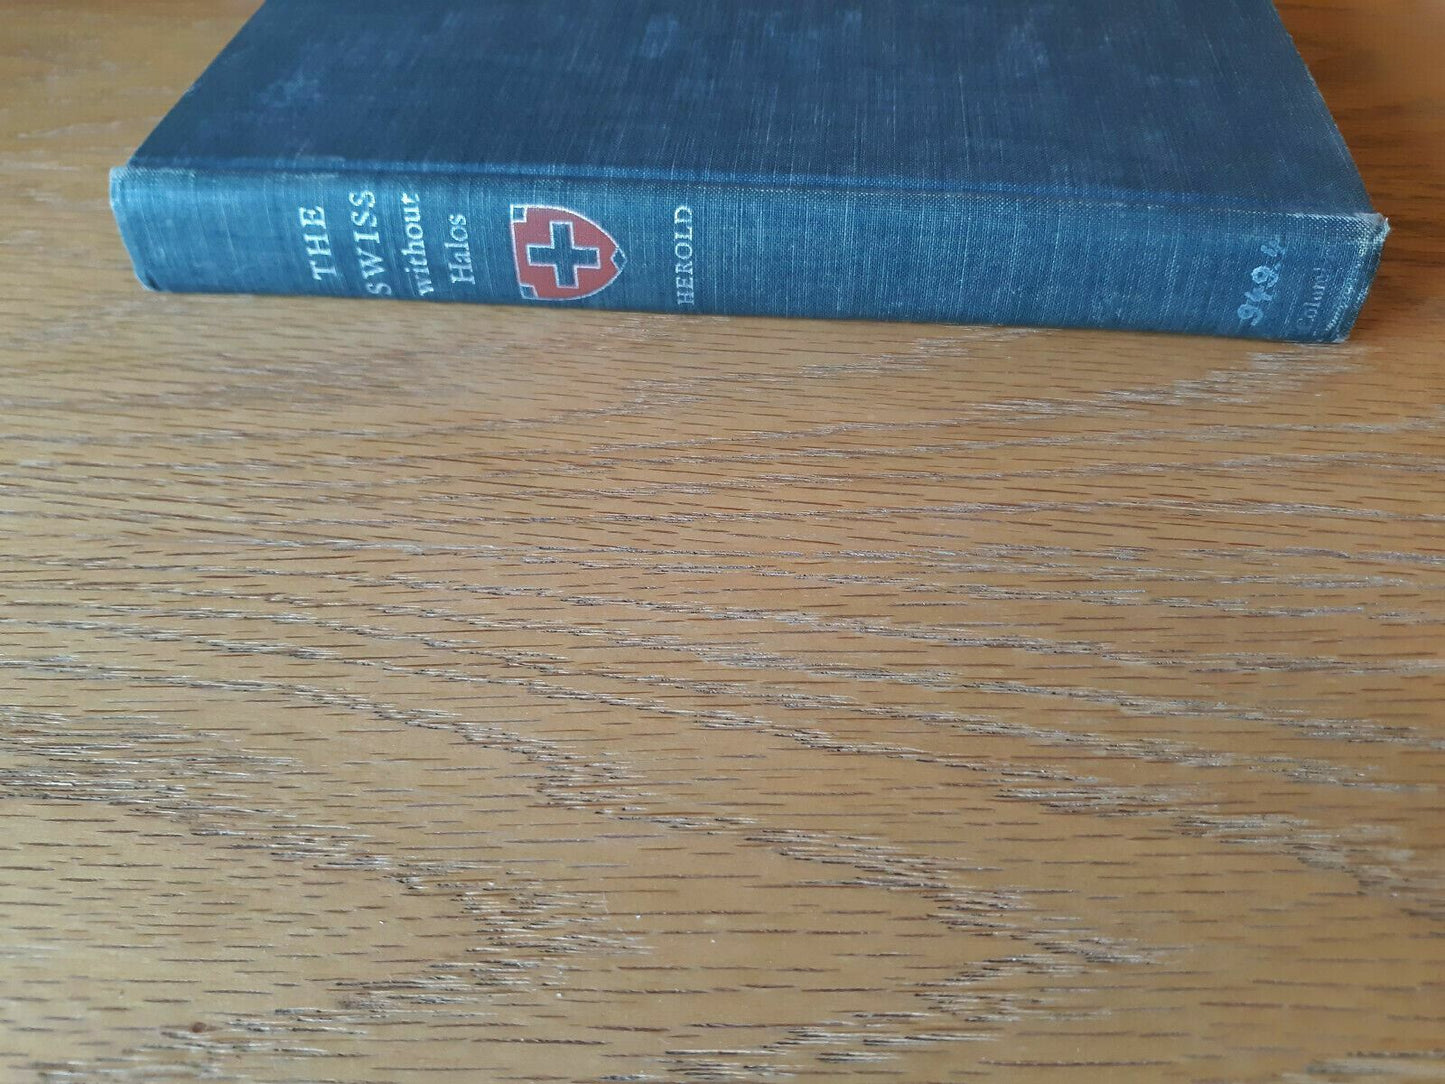 THE
SWISS
without
Halos
HEROLD
949.4